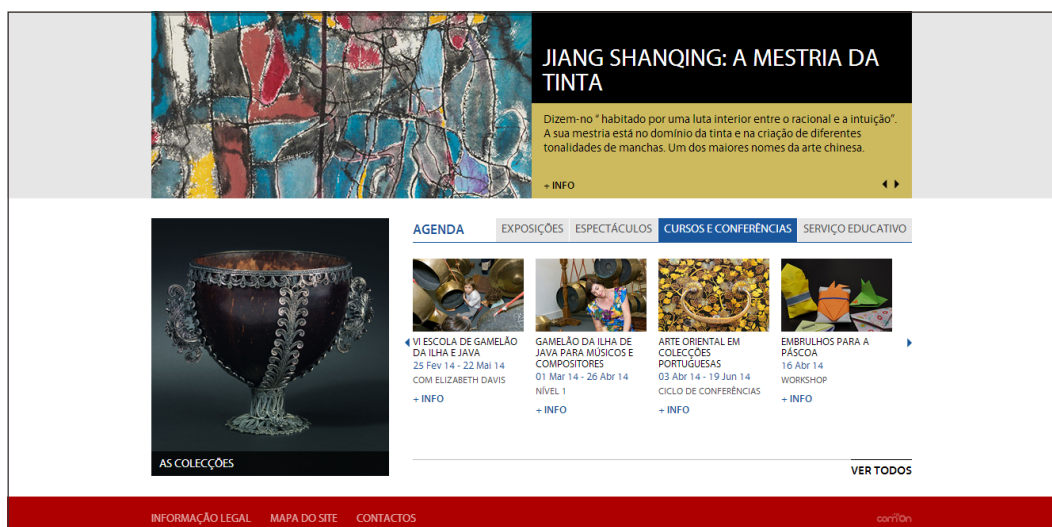 JIANG SHANQING: A MESTRIA DA
TINTA
Dizem-no “ habitado por uma luta interior entre o racional e a intuição”.
A sua mestria está no domínio da tinta e na criação de diferentes
tonalidades de manchas. Um dos maiores nomes da arte chinesa.
+ INFO
AS COLECÇÕES
AGENDA
EXPOSIÇÕES
ESPECTÁCULOS
CURSOS E CONFERÊNCIAS
SERVIÇO EDUCATIVO
VI ESCOLA DE GAMELÃO
DA ILHA E JAVA
25 Fev 14 - 22 Mai 14
COM ELIZABETH DAVIS
+ INFO
GAMELÃO DA ILHA DE
JAVA PARA MÚSICOS E
COMPOSITORES
01 Mar 14 - 26 Abr 14
NÍVEL 1
+ INFO
ARTE ORIENTAL EM
COLECÇÕES
PORTUGUESAS
03 Abr 14 - 19 Jun 14
CICLO DE CONFERÊNCIAS
+ INFO
EMBRULHOS PARA A
PÁSCOA
16 Abr 14
WORKSHOP
+ INFO
VER TODOS
INFORMAÇÃO LEGAL
MAPA DO SITE
CONTACTOS